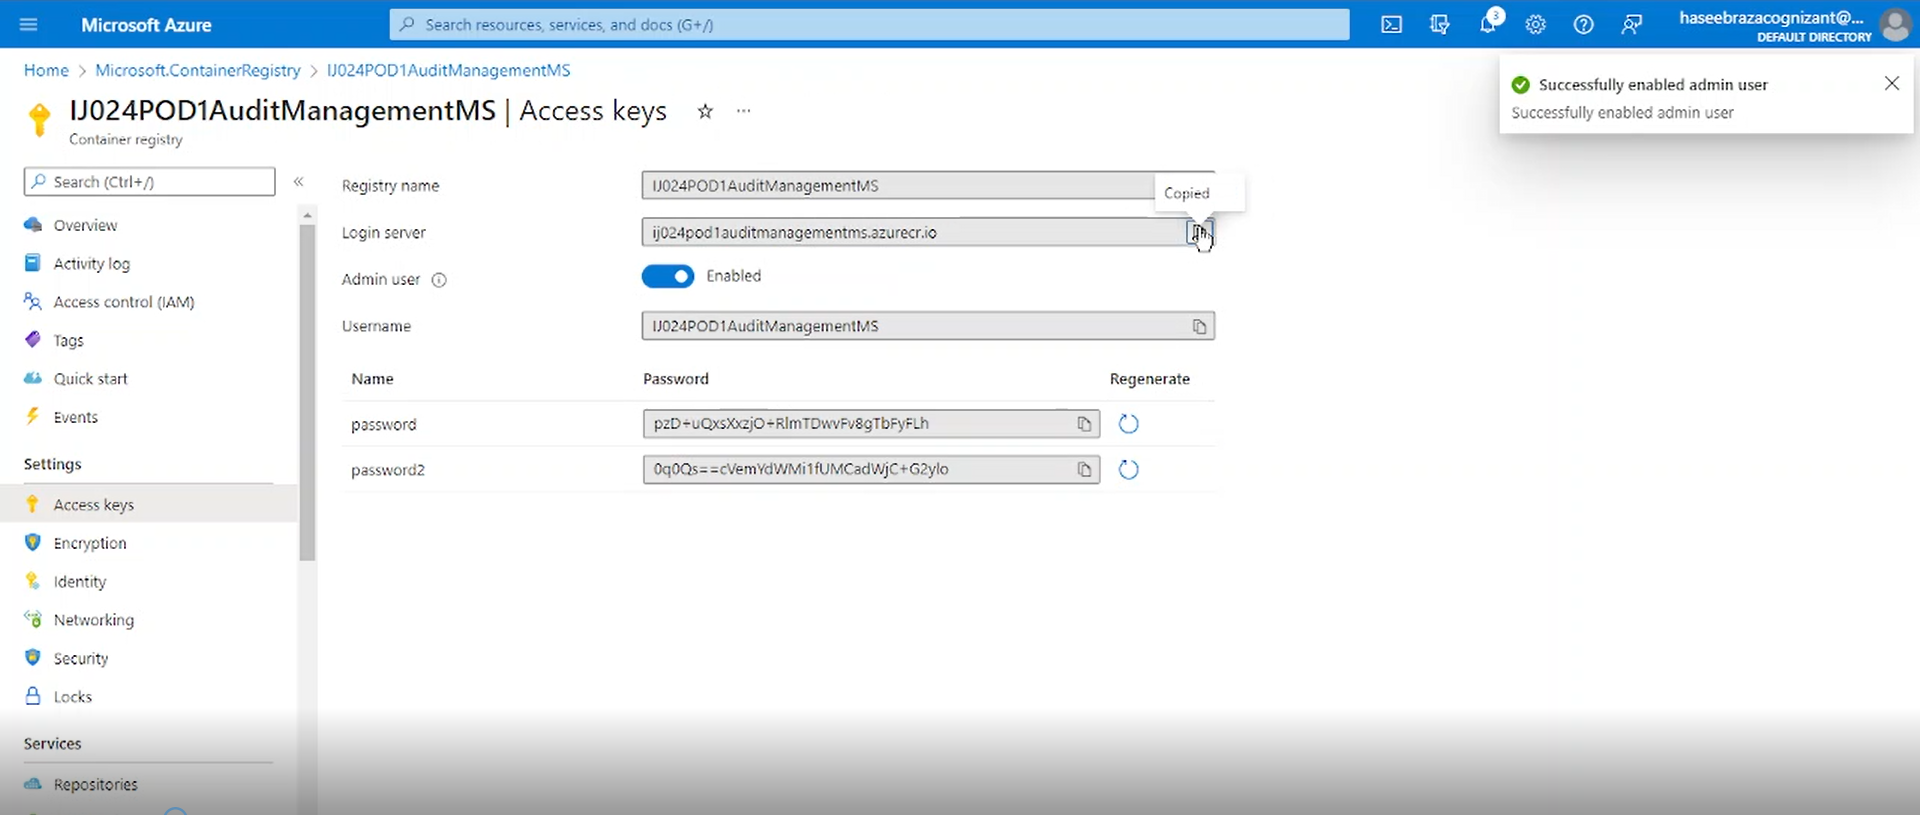 Microsoft Azure
Search resources, services, and docs (G+/)
3
haseebrazacognizant@...
DEFAULT DIRECTORY
Home > Microsoft.ContainerRegistry > IJ024POD1AuditManagementMS
Successfully enabled admin user
Successfully enabled admin user
IJ024POD1AuditManagementMS | Access keys
Container registry
Search (Ctrl+/)
Overview
Activity log
Access control (IAM)
Tags
Quick start
Events
Settings
Access keys
Encryption
Identity
Networking
Security
Locks
Services
Repositories
Registry name
IJ024POD1AuditManagementMS
Copied
Login server
ij024pod1auditmanagementms.azurecr.io
Admin user
Enabled
Username
IJ024POD1AuditManagementMS
Name Password Regenerate
password pzD+uQxsXxzjO+RlmTDwvFv8gTbFyFLh
password2 0q0Qs==cVemYdWMi1fUMCadWjC+G2ylo